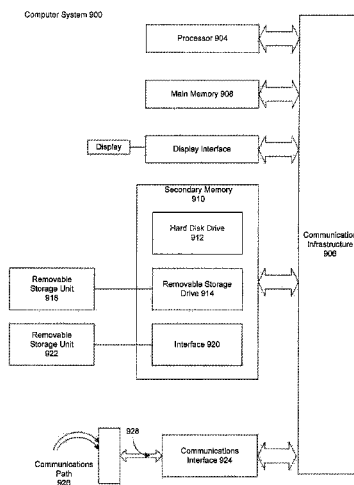 Computer System 900
Processor 904
Main Memory 908
Display
Display Interface
Secondary Memory
910
Hard Disk Drive
912
Communication
Infrastructure
906
Removable
Storage Unit
918
Removable Storage
Drive 914
Removable
Storage Unit
922
Interface 920
928
Communications
Interface 924
Communications
Path
926